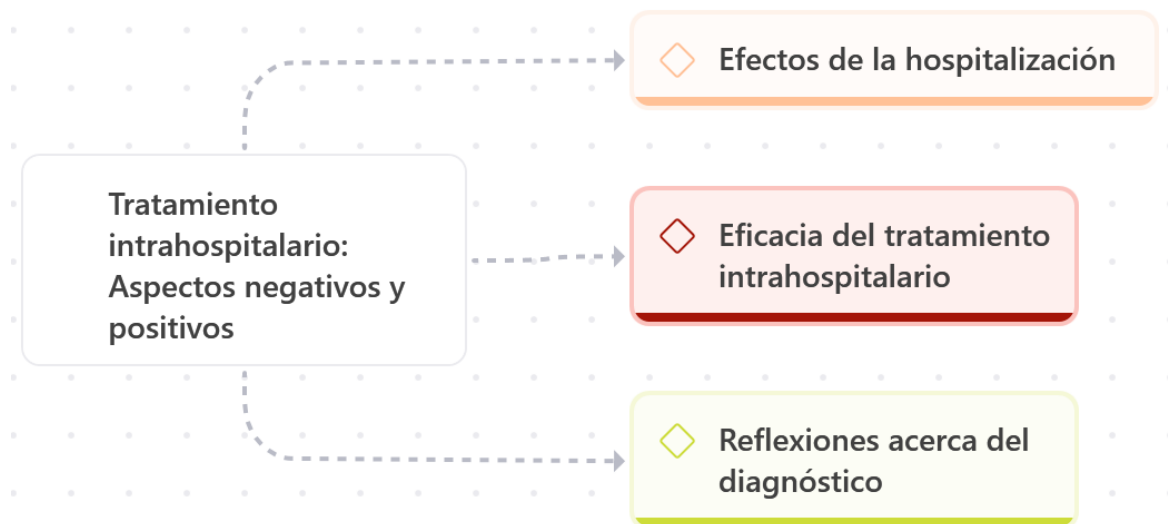 Efectos de la hospitalización
Tratamiento
intrahospitalario:
Aspectos negativos y
positivos
Eficacia del tratamiento
intrahospitalario
Reflexiones acerca del
diagnóstico